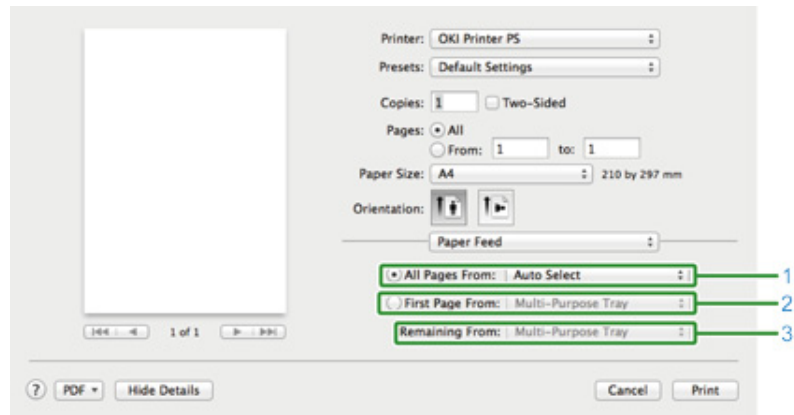 Printer: OKI Printer PS
Presets: Default Settings
Copies: 1 Two-Sided
Pages: All
From: 1 to: 1
Paper Size: A4 210 by 297 mm
Orientation:
Paper Feed
All Pages From: Auto Select 1
First Page From: Multi-Purpose Tray 2
Remaining From: Multi-Purpose Tray 3
1 of 1
? PDF Hide Details Cancel Print